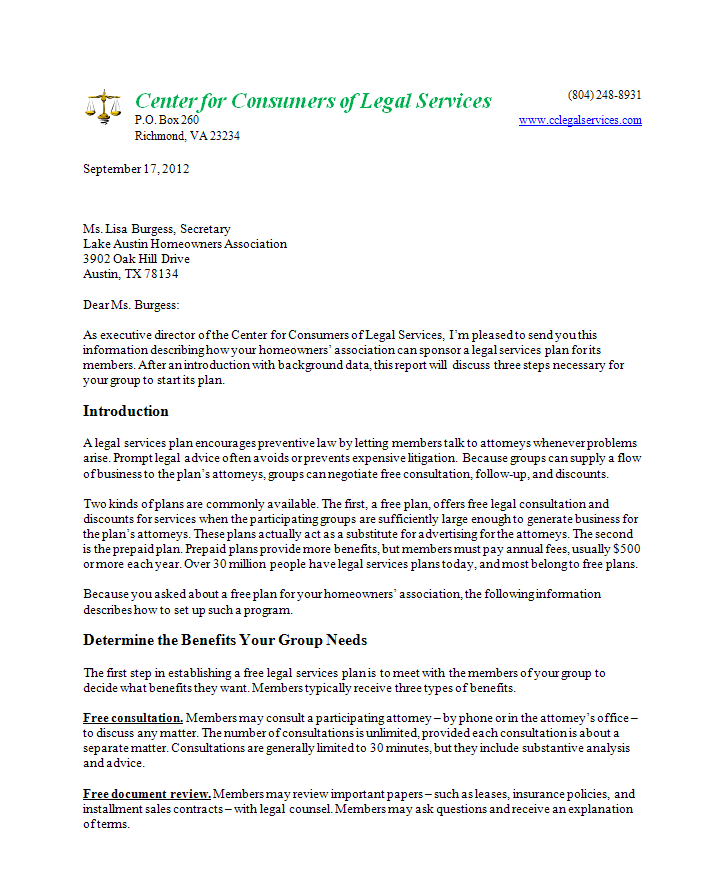 Center for Consumers of Legal Services
(804) 248-8931
P.O. Box 260
www.cclegalservices.com
Richmond, VA 23234
September 17, 2012
Ms. Lisa Burgess, Secretary
Lake Austin Homeowners Association
3902 Oak Hill Drive
Austin, TX 78134
Dear Ms. Burgess:
As executive director of the Center for Consumers of Legal Services, I’m pleased to send you this
information describing how your homeowners’ association can sponsor a legal services plan for its
members. After an introduction with background data, this report will discuss three steps necessary for
your group to start its plan.
Introduction
A legal services plan encourages preventive law by letting members talk to attorneys whenever problems
arise. Prompt legal advice often avoids or prevents expensive litigation. Because groups can supply a flow
of business to the plan’s attorneys, groups can negotiate free consultation, follow-up, and discounts.
Two kinds of plans are commonly available. The first, a free plan, offers free legal consultation and
discounts for services when the participating groups are sufficiently large enough to generate business for
the plan’s attorneys. These plans actually act as a substitute for advertising for the attorneys. The second
is the prepaid plan. Prepaid plans provide more benefits, but members must pay annual fees, usually $500
or more each year. Over 30 million people have legal services plans today, and most belong to free plans.
Because you asked about a free plan for your homeowners’ association, the following information
describes how to set up such a program.
Determine the Benefits Your Group Needs
The first step in establishing a free legal services plan is to meet with the members of your group to
decide what benefits they want. Members typically receive three types of benefits.
Free consultation. Members may consult a participating attorney – by phone or in the attorney’s office –
to discuss any matter. The number of consultations is unlimited, provided each consultation is about a
separate matter. Consultations are generally limited to 30 minutes, but they include substantive analysis
and advice.
Free document review. Members may review important papers – such as leases, insurance policies, and
installment sales contracts – with legal counsel. Members may ask questions and receive an explanation
of terms.